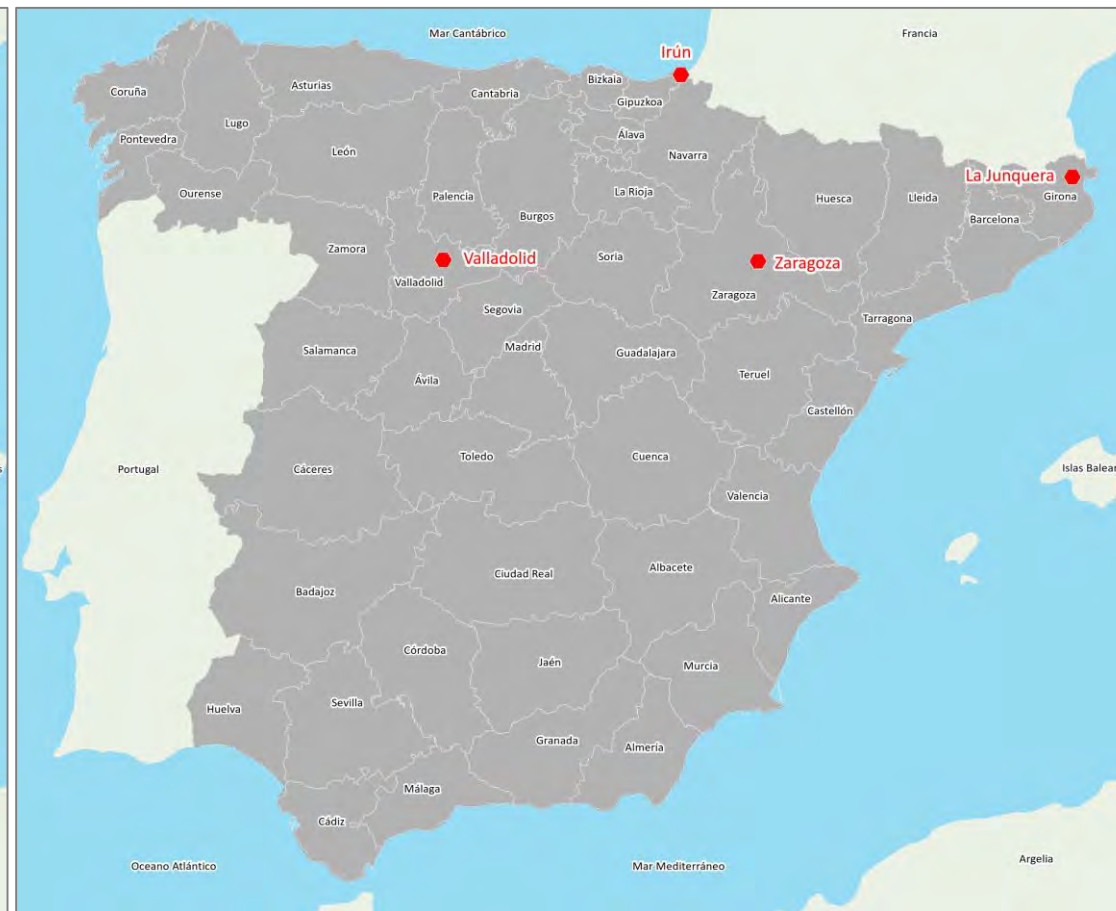 Mar Cantábrico
Francia
Irún
Bizkaia
Asturias
Cantabria
Coruña
Gipuzkoa
Lugo
Álava
Pontevedra
León
Navarra
La Junquera
Ourense
Palencia
La Rioja
Huesca
Lleida
Girona
Burgos
Barcelona
Zamora
Valladolid
Soria
Zaragoza
Valladolid
Zaragoza
Segovia
Tarragona
Salamanca
Madrid
Guadalajara
Teruel
Ávila
Castellón
Portugal
Cáceres
Toledo
Cuenca
s
Islas Balear
Valencia
Ciudad Real
Albacete
Badajoz
Alicante
Córdoba
Jaén
Murcia
Huelva
Sevilla
Granada
Almería
Málaga
Cádiz
Oceano Atlántico
Mar Mediterráneo
Argelia